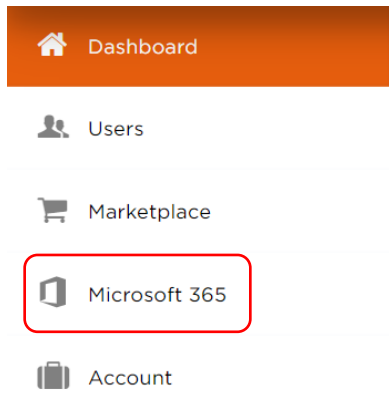 Dashboard
Users
Marketplace
Microsoft 365
Account